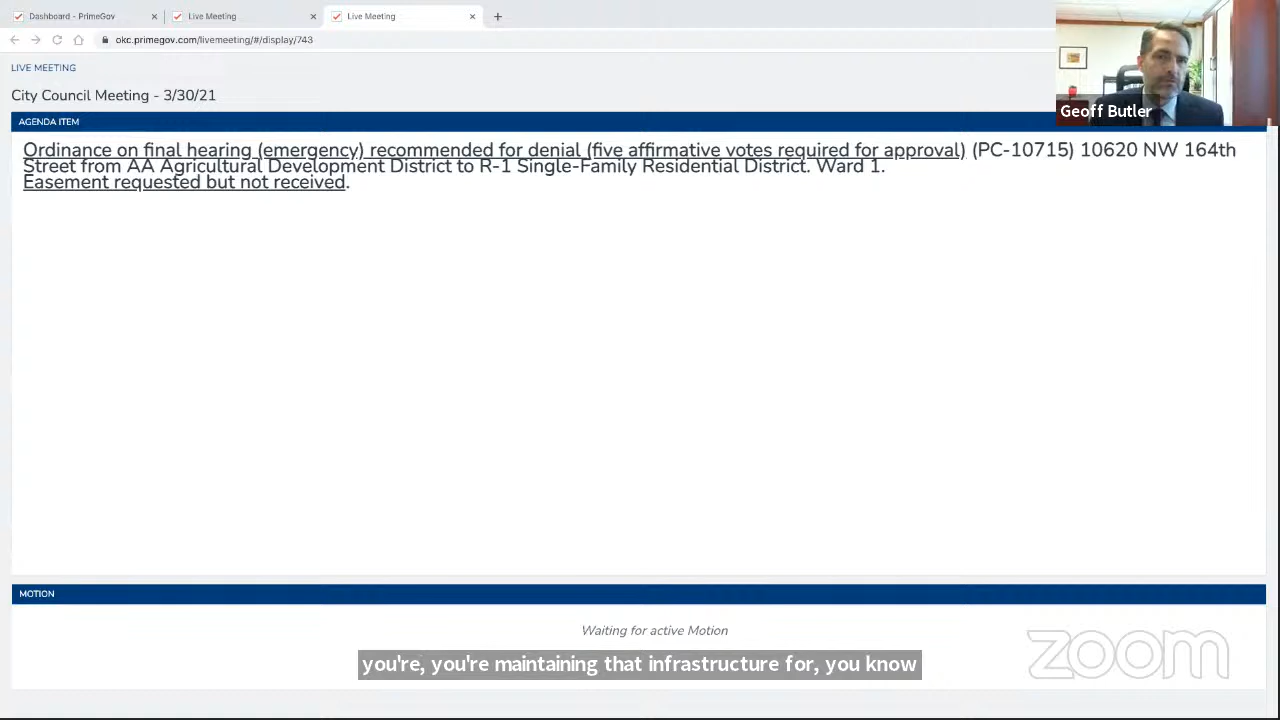 Dashboard - PrimeGov
Live Meeting
Live Meeting
okc.primegov.com/livemeeting/#/display/743
LIVE MEETING
City Council Meeting - 3/30/21
Geoff Butler
AGENDA ITEM
Ordinance on final hearing (emergency) recommended for denial (five affirmative votes required for approval) (PC-10715) 10620 NW 164th
Street from AA Agricultural Development District to R-1 Single-Family Residential District. Ward 1.
Easement requested but not received.
MOTION
Waiting for active Motion
you're, you're maintaining that infrastructure for, you know
zoom